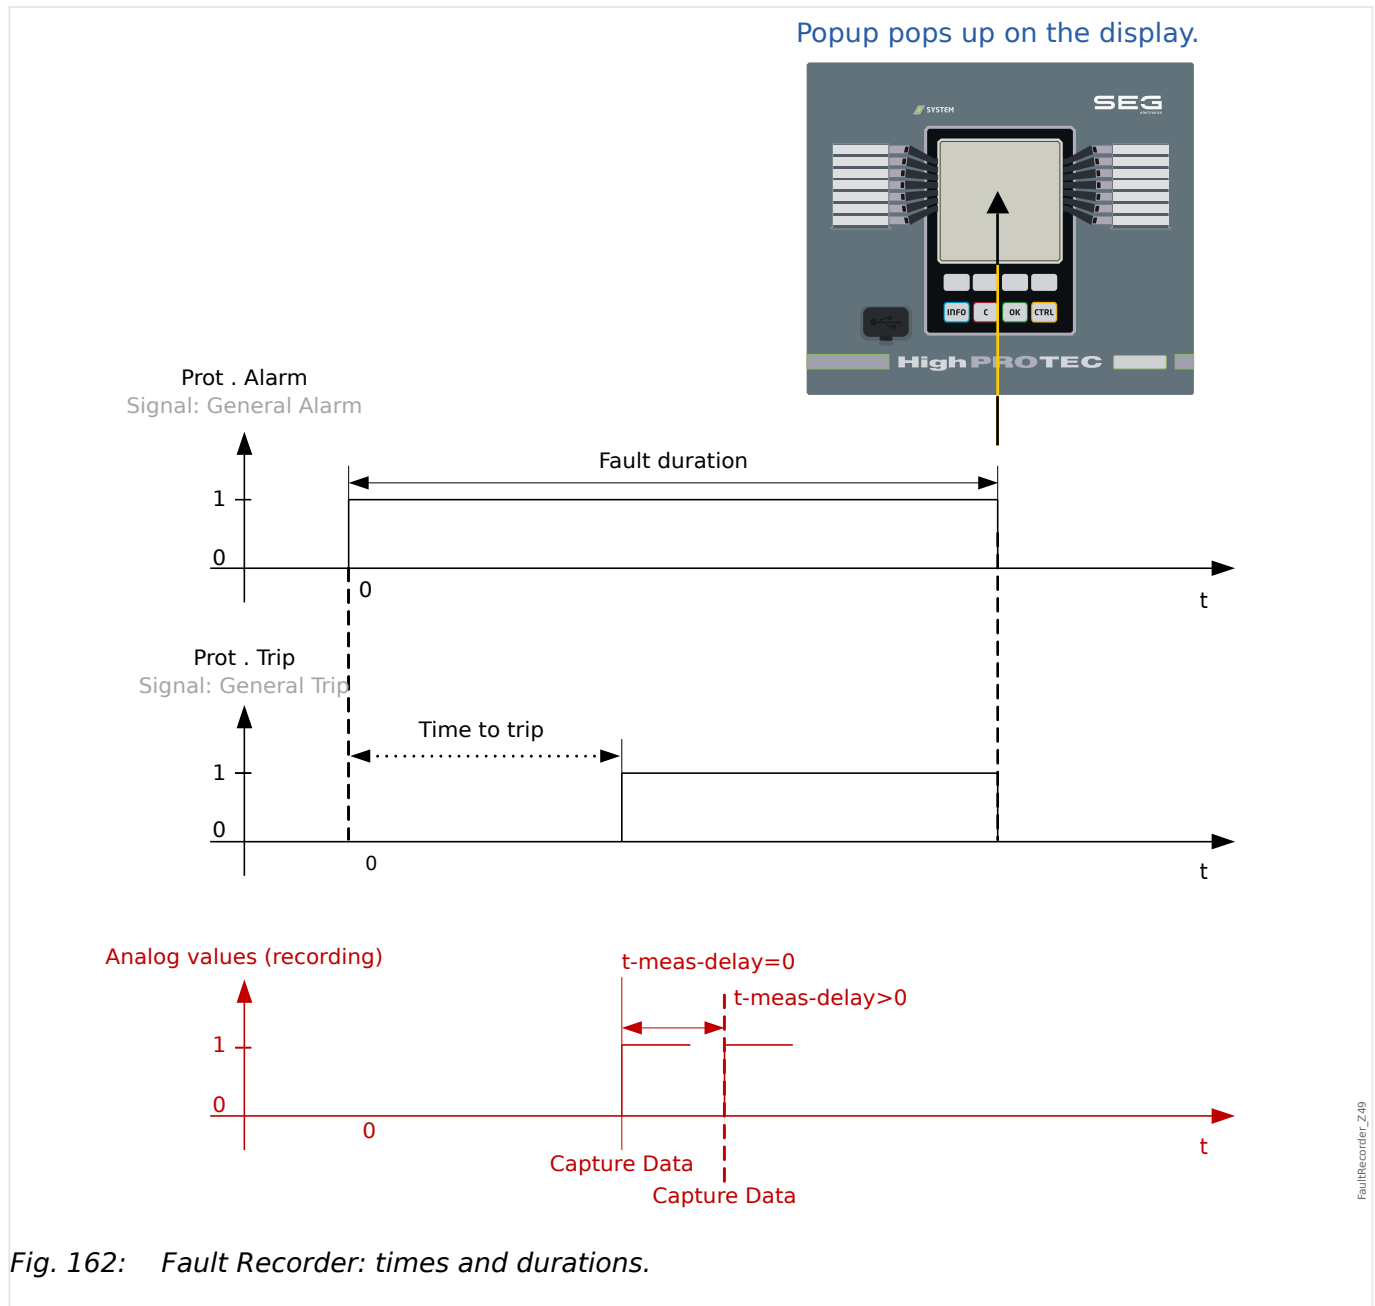 Popup pops up on the display.
SYSTEM
SEG
electronics
INFO
C
OK
CTRL
HighPROTEC
Prot . Alarm
Signal: General Alarm
Fault duration
1
0
0
t
Prot . Trip
Signal: General Trip
Time to trip
1
0
0
t
Analog values (recording)
t-meas-delay=0
t-meas-delay>0
1
0
0
t
Capture Data
Capture Data
FaultRecorder_Z49
Fig. 162: Fault Recorder: times and durations.